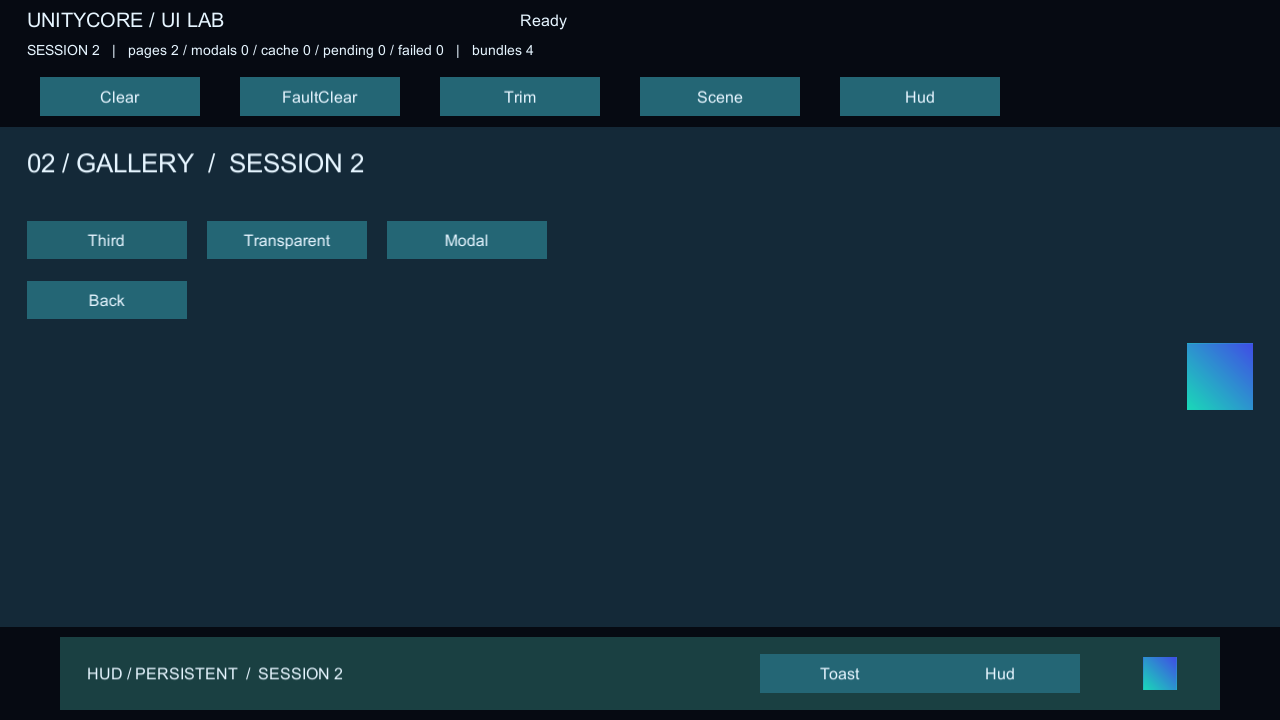 UNITYCORE / UI LAB
Ready
SESSION 2 | pages 2 / modals 0 / cache 0 / pending 0 / failed 0 | bundles 4
Clear
FaultClear
Trim
Scene
Hud
02 / GALLERY / SESSION 2
Third
Transparent
Modal
Back
HUD / PERSISTENT / SESSION 2
Toast
Hud